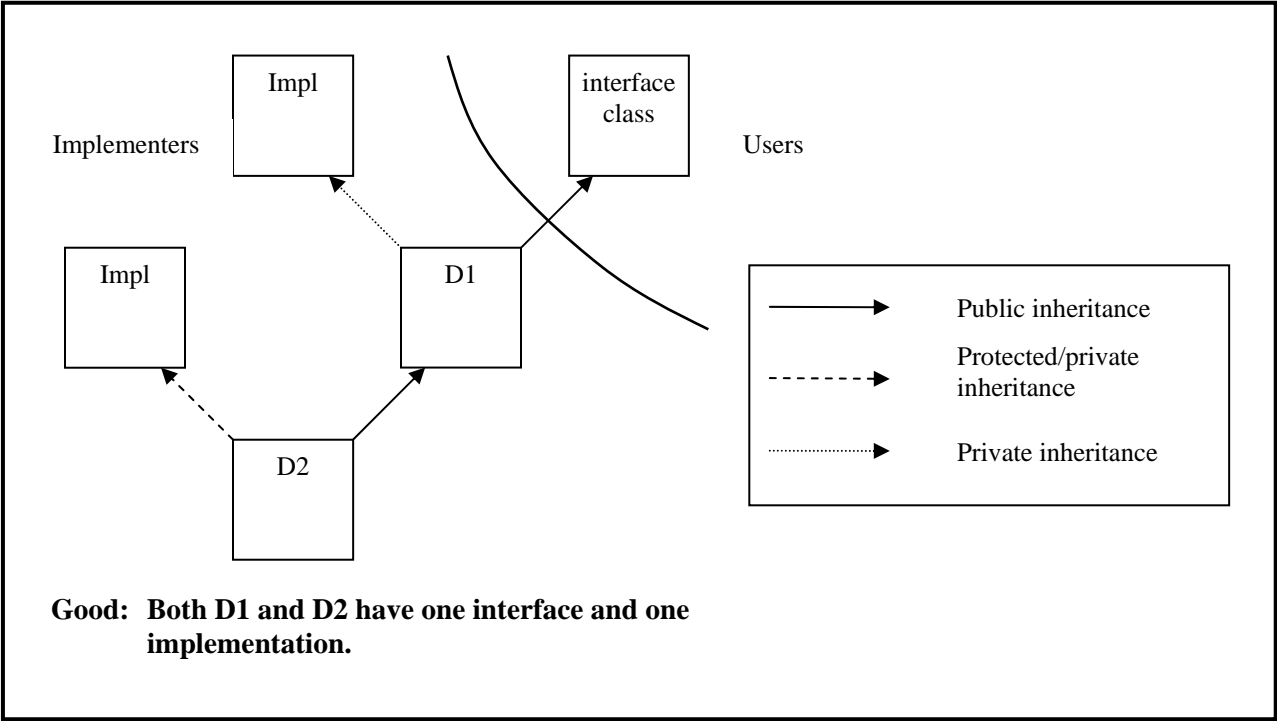 Impl
interface
class
Implementers
Users
Impl
D1
Public inheritance
Protected/private
inheritance
D2
Private inheritance
Good: Both D1 and D2 have one interface and one
implementation.